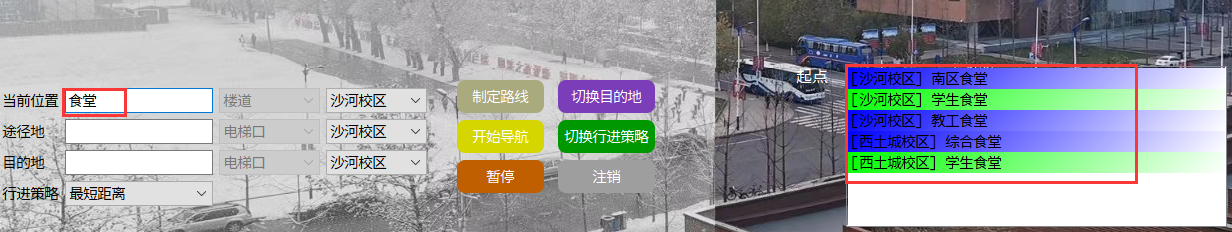 当前位置 食堂 楼道 沙河校区
途径地 电梯口 沙河校区
目的地 电梯口 沙河校区
行进策略 最短距离
制定路线 切换目的地
开始导航 切换行进策略
暂停 注销
起点
[沙河校区] 南区食堂
[沙河校区] 学生食堂
[沙河校区] 教工食堂
[西土城校区] 综合食堂
[西土城校区] 学生食堂